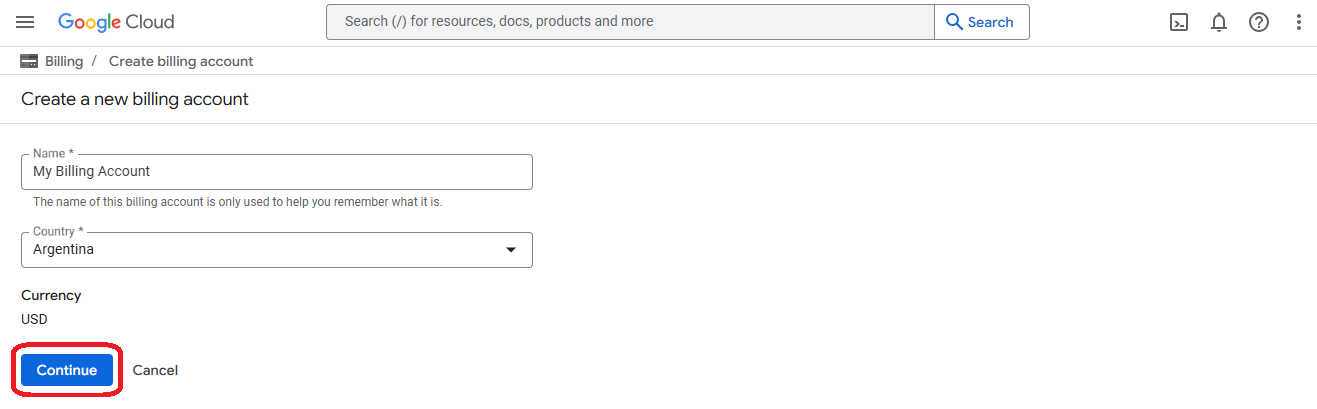 Google Cloud
Search (/) for resources, docs, products and more
Search
Billing / Create billing account
Create a new billing account
Name *
My Billing Account
The name of this billing account is only used to help you remember what it is.
Country *
Argentina
Currency
USD
Continue
Cancel